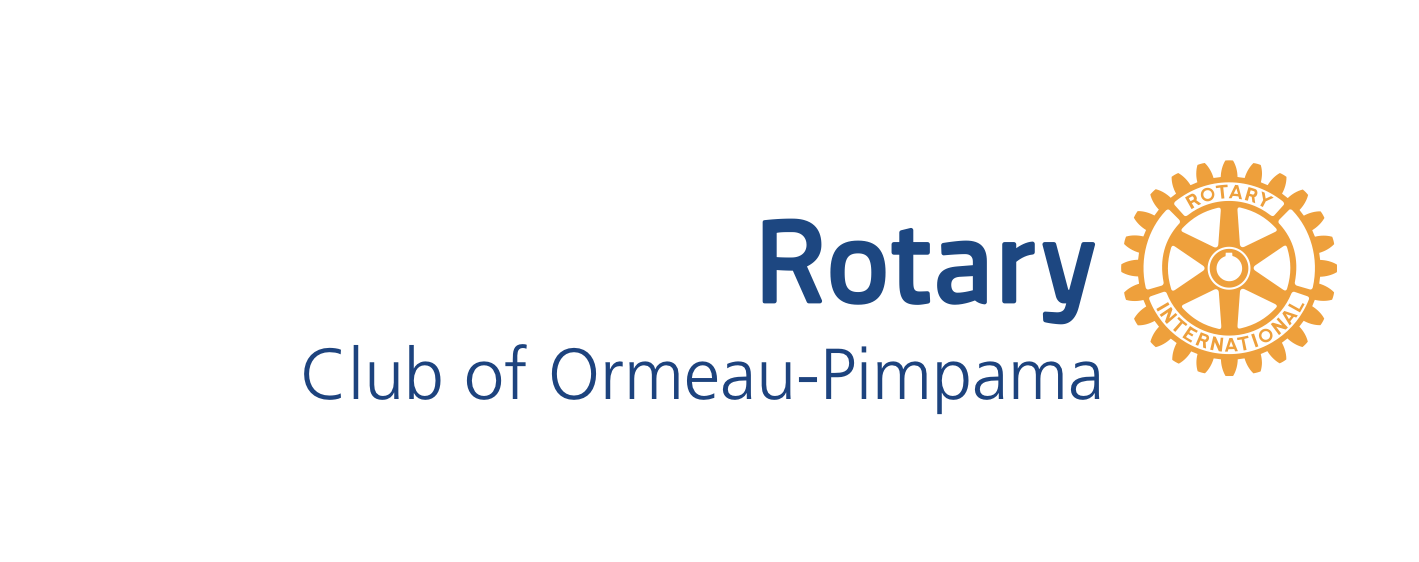 Rotary
Club of Ormeau-Pimpama
ROTARY
INTERNATIONAL